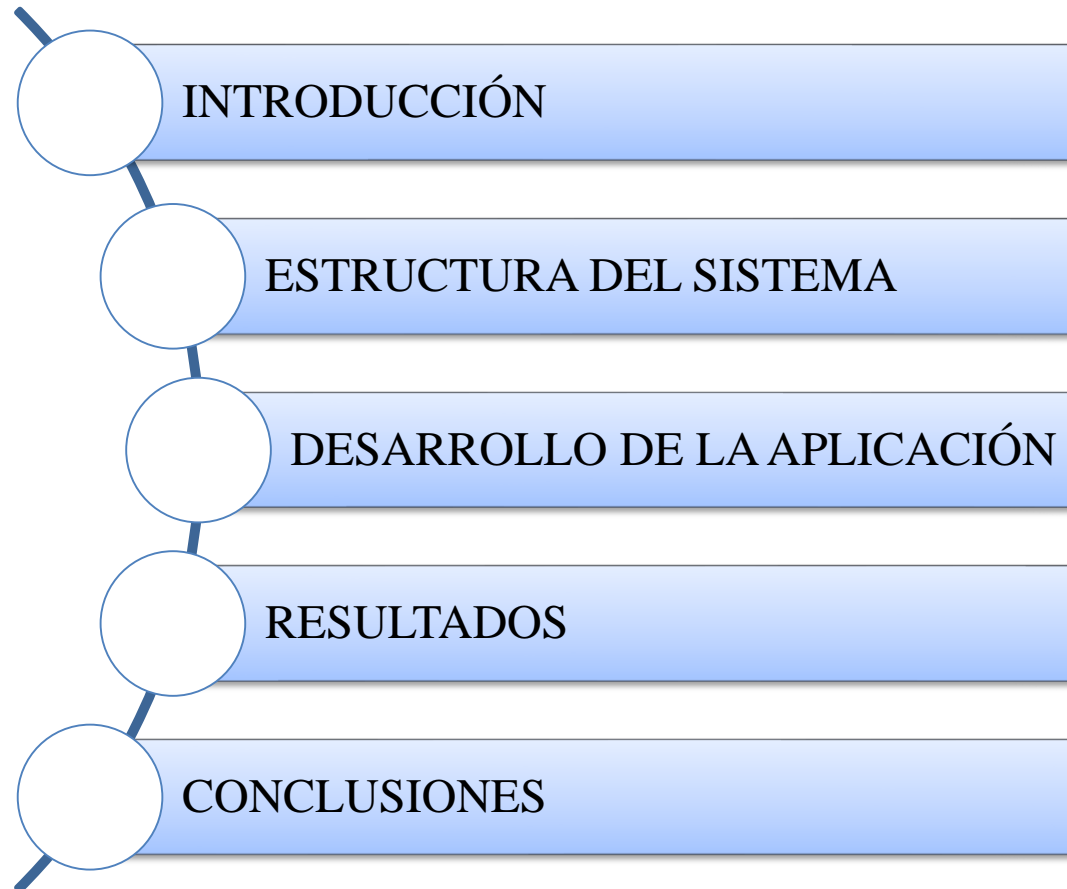 INTRODUCCIÓN
ESTRUCTURA DEL SISTEMA
DESARROLLO DE LA APLICACIÓN
RESULTADOS
CONCLUSIONES